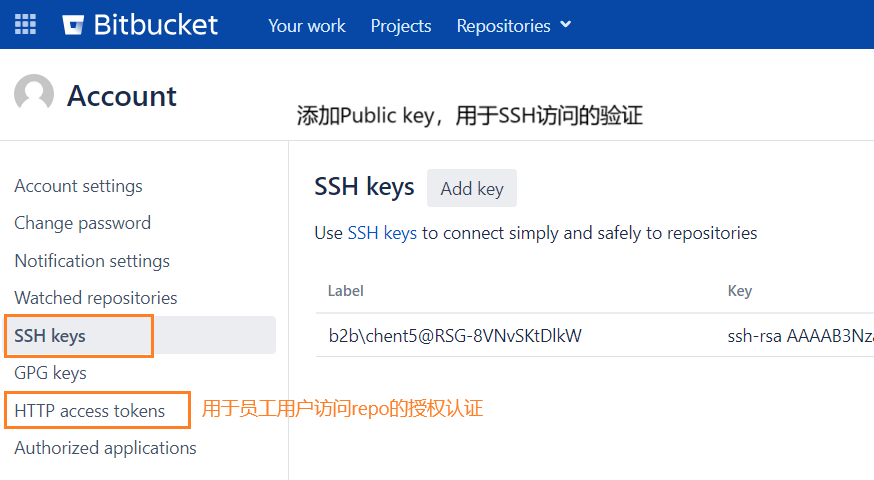 Bitbucket Your work Projects Repositories
Account
添加Public key，用于SSH访问的验证
Account settings
Change password
Notification settings
Watched repositories
SSH keys
GPG keys
HTTP access tokens
用于员工用户访问repo的授权认证
Authorized applications
SSH keys Add key
Use SSH keys to connect simply and safely to repositories
Label Key
b2b\chent5@RSG-8VNvSKtDlkW ssh-rsa AAAAB3Nza